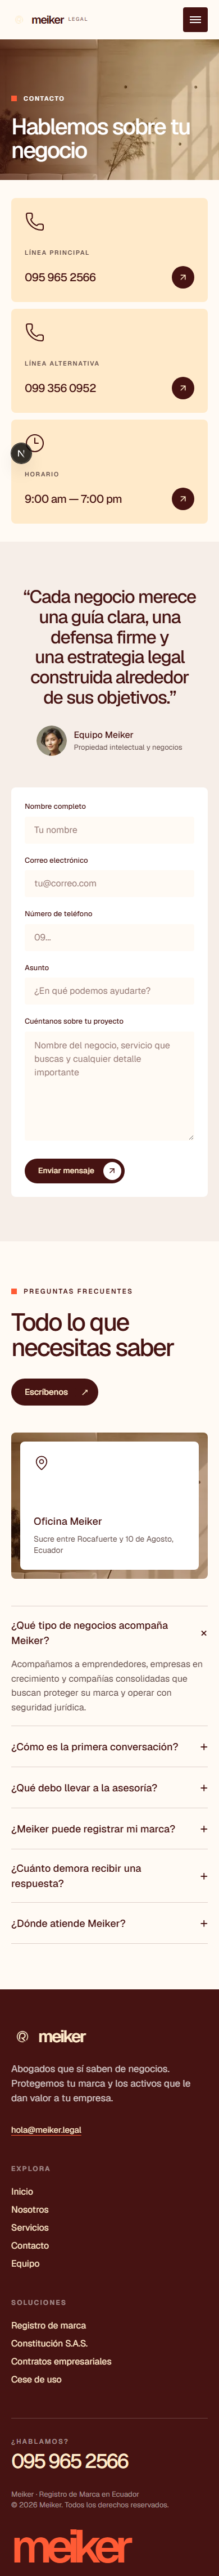 meiker LEGAL
CONTACTO
Hablemos sobre tu
negocio
LÍNEA PRINCIPAL
095 965 2566
LÍNEA ALTERNATIVA
099 356 0952
N
HORARIO
9:00 am — 7:00 pm
“Cada negocio merece
una guía clara, una
defensa firme y
una estrategia legal
construida alrededor
de sus objetivos.”
Equipo Meiker
Propiedad intelectual y negocios
Nombre completo
Tu nombre
Correo electrónico
tu@correo.com
Número de teléfono
09...
Asunto
¿En qué podemos ayudarte?
Cuéntanos sobre tu proyecto
Nombre del negocio, servicio que
buscas y cualquier detalle
importante
Enviar mensaje
PREGUNTAS FRECUENTES
Todo lo que
necesitas saber
Escríbenos
Oficina Meiker
Sucre entre Rocafuerte y 10 de Agosto,
Ecuador
¿Qué tipo de negocios acompaña
Meiker?
Acompañamos a emprendedores, empresas en
crecimiento y compañías consolidadas que
buscan proteger su marca y operar con
seguridad jurídica.
¿Cómo es la primera conversación?
¿Qué debo llevar a la asesoría?
¿Meiker puede registrar mi marca?
¿Cuánto demora recibir una
respuesta?
¿Dónde atiende Meiker?
meiker
Abogados que sí saben de negocios.
Protegemos tu marca y los activos que le
dan valor a tu empresa.
hola@meiker.legal
EXPLORA
Inicio
Nosotros
Servicios
Contacto
Equipo
SOLUCIONES
Registro de marca
Constitución S.A.S.
Contratos empresariales
Cese de uso
¿HABLAMOS?
095 965 2566
Meiker · Registro de Marca en Ecuador
© 2026 Meiker. Todos los derechos reservados.
meiker